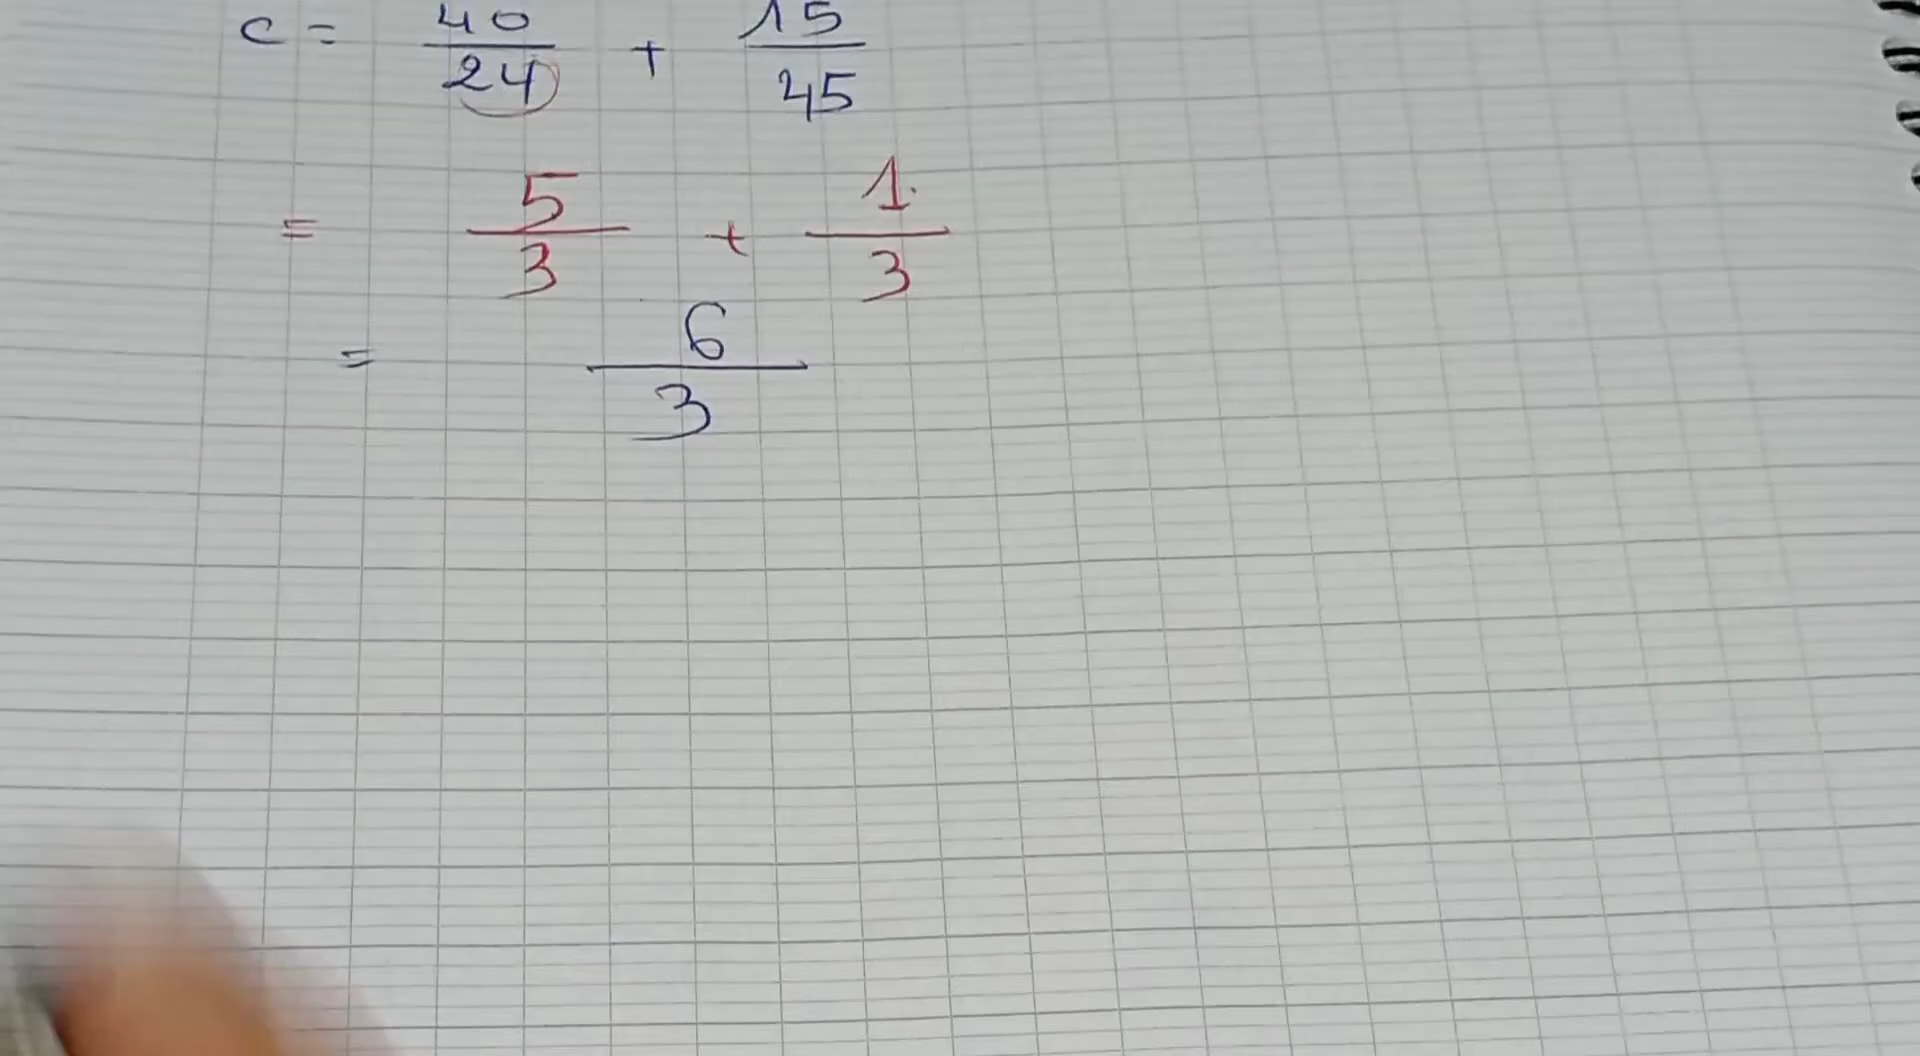 c = 40/24 + 15/45
= 5/3 + 1/3
= 6/3